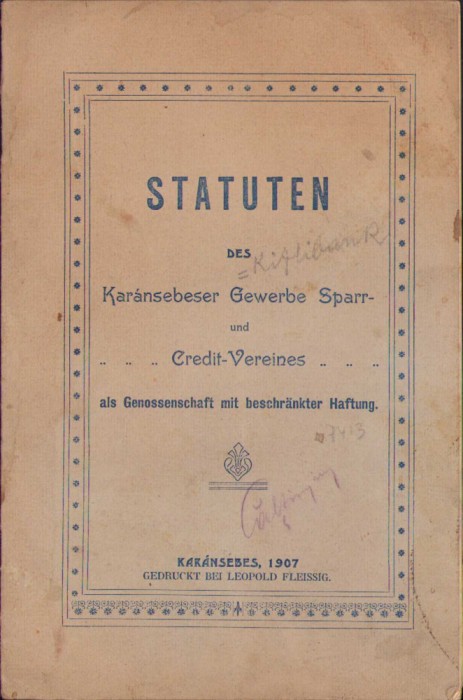 STATUTEN
DES
Karánsebeser Gewerbe Sparr-
und
.. .. .. Credit-Vereines .. .. ..
als Genossenschaft mit beschränkter Haftung.
KARÁNSEBES, 1907
GEDRUCKT BEI LEOPOLD FLEISSIG.